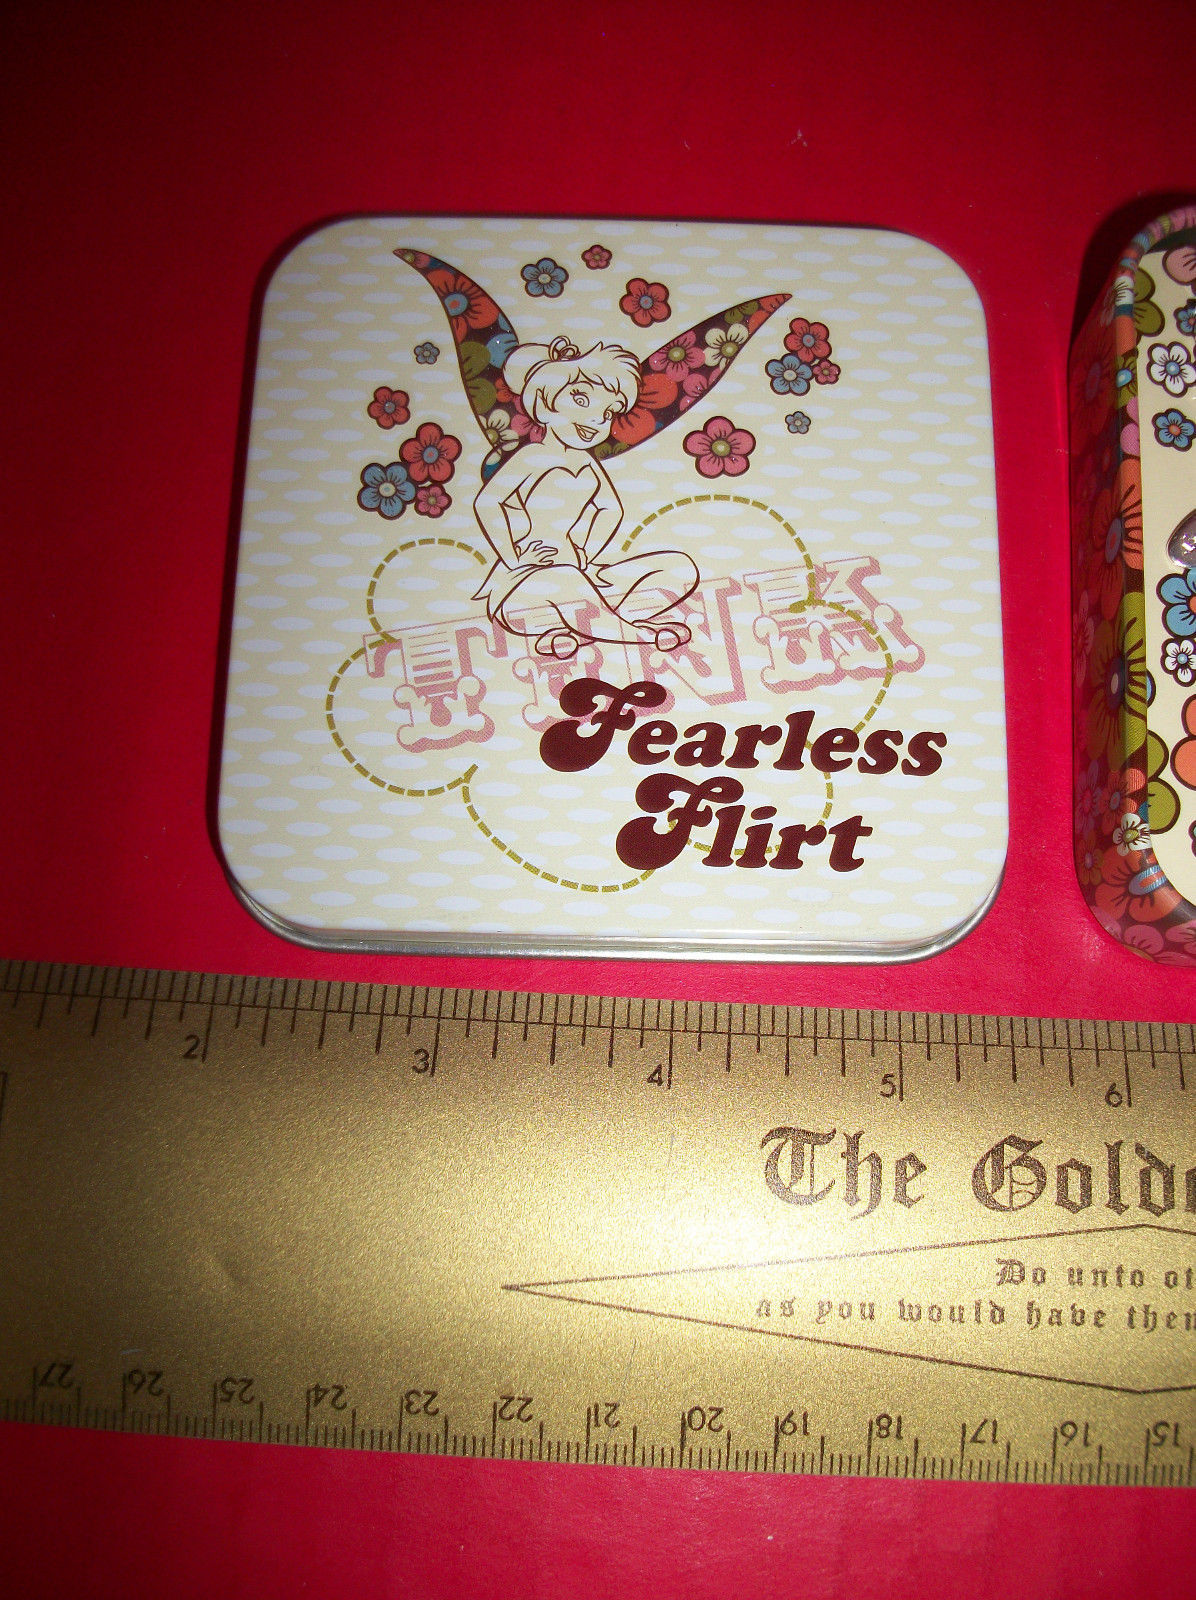 TINK
Fearless
Flirt
2 3 4 5 6
The Golde
Do unto ot
as you would have them
27 26 25 24 23 22 21 20 19 18 17 16 15